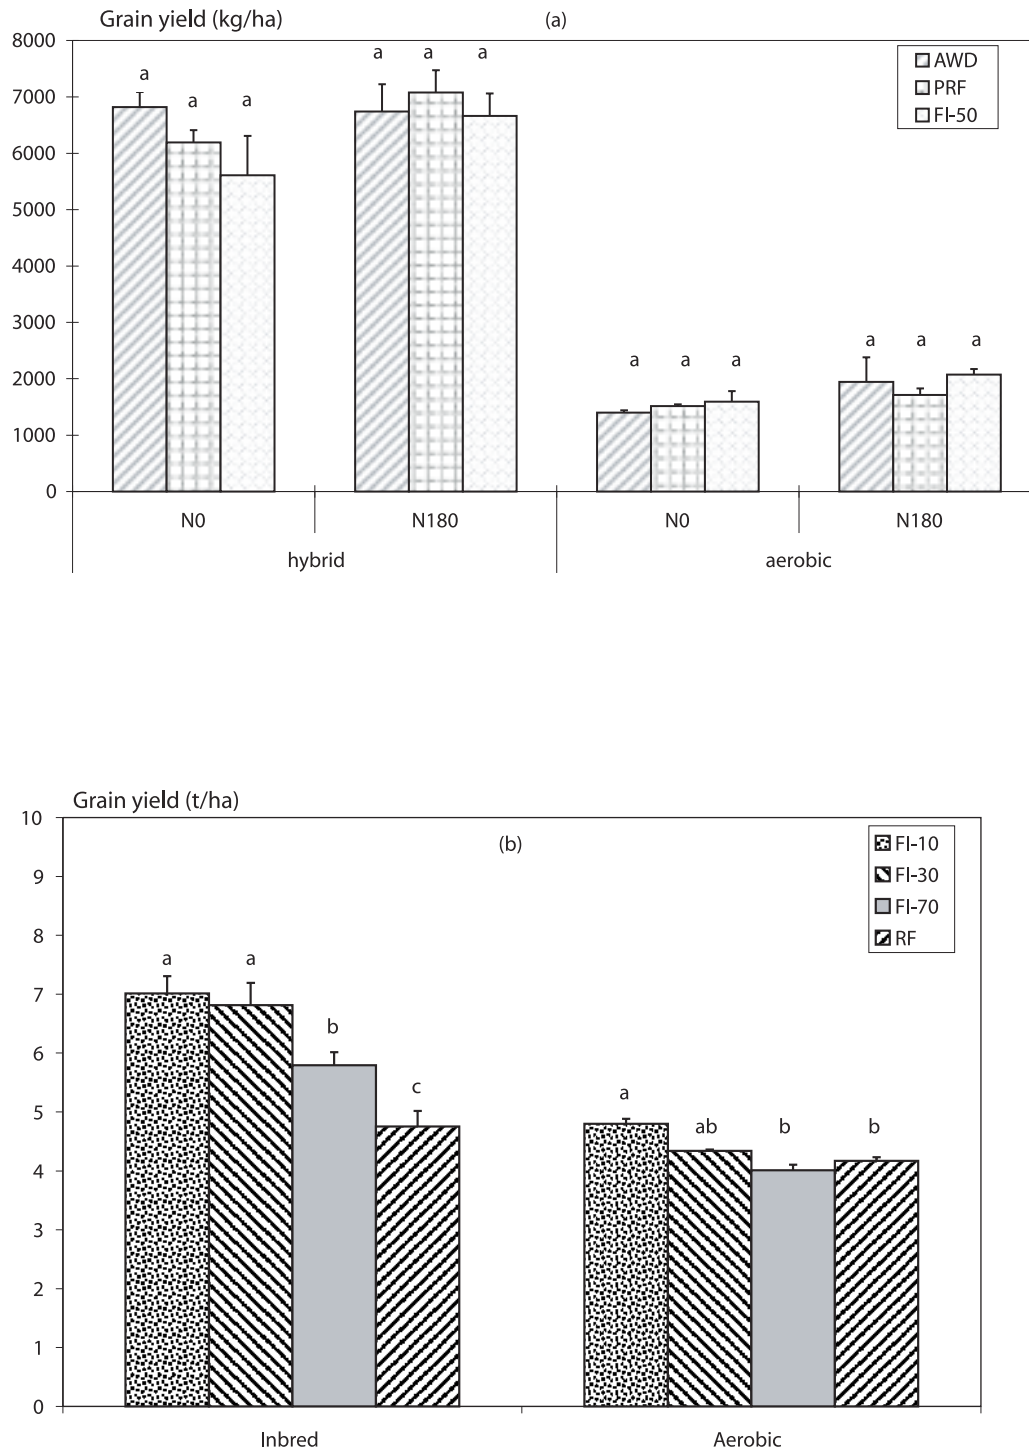 Grain yield (kg/ha)
(a)
8000
7000
6000
5000
4000
3000
2000
1000
0
a a a
a a a
a a a
a a a
AWD
PRF
FI-50
N0 N180 N0 N180
hybrid aerobic
Grain yield (t/ha)
(b)
10
9
8
7
6
5
4
3
2
1
0
a a b c
a ab b b
FI-10
FI-30
FI-70
RF
Inbred Aerobic